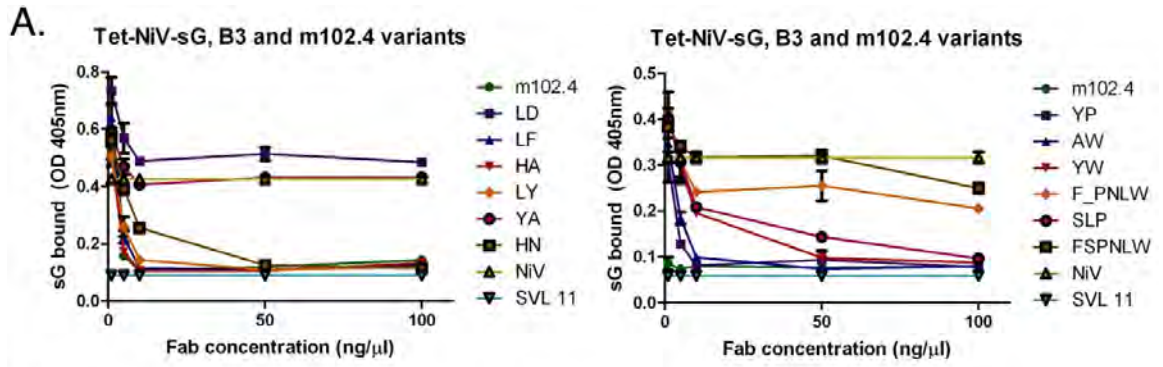 A.
Tet-NiV-sG, B3 and m102.4 variants
sG bound (OD 405nm)
0.8
0.6
0.4
0.2
0.0
0
50
100
Fab concentration (ng/µl)
m102.4
LD
LF
HA
LY
YA
HN
NiV
SVL 11
Tet-NiV-sG, B3 and m102.4 variants
sG bound (OD 405nm)
0.5
0.4
0.3
0.2
0.1
0.0
0
50
100
Fab concentration (ng/µl)
m102.4
YP
AW
YW
F_PNLW
SLP
FSPNLW
NiV
SVL 11